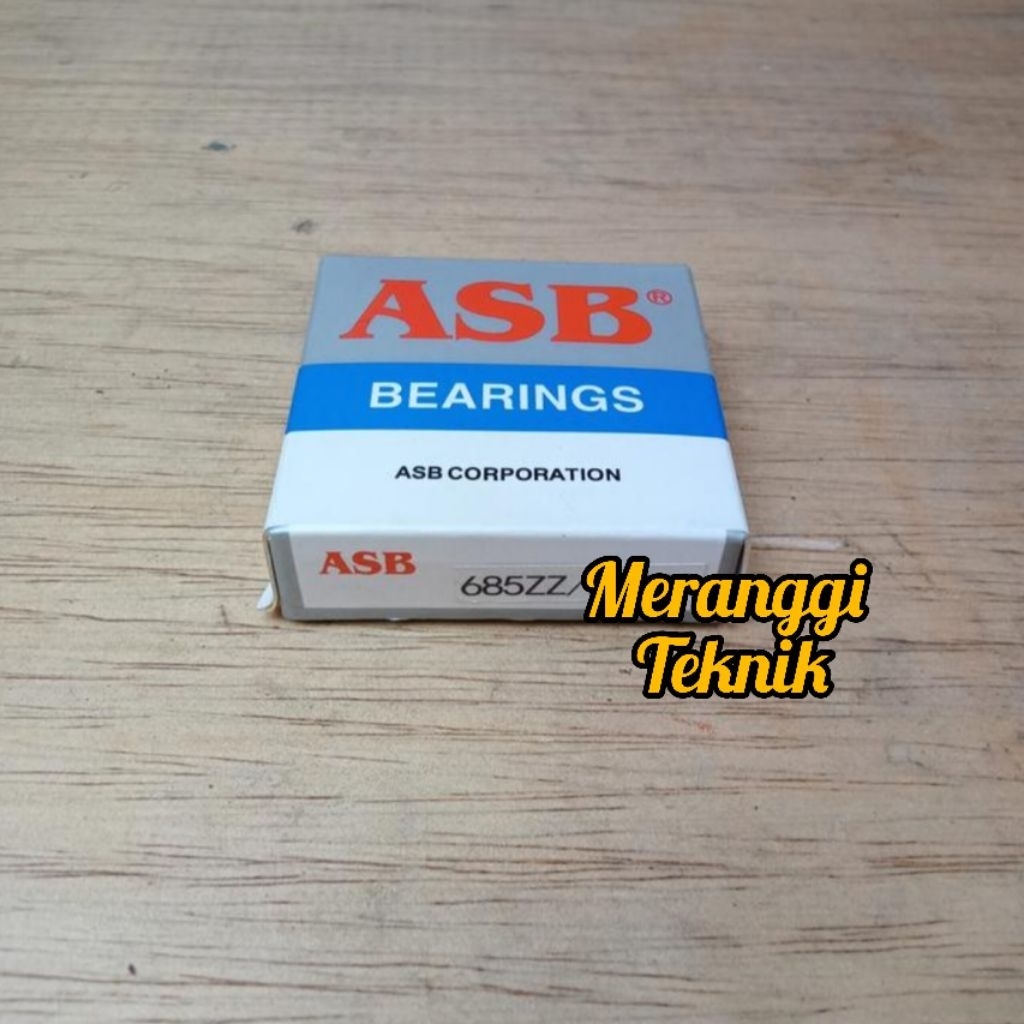 ASB®
BEARINGS
ASB CORPORATION
ASB
685ZZ/
Meranggi
Teknik